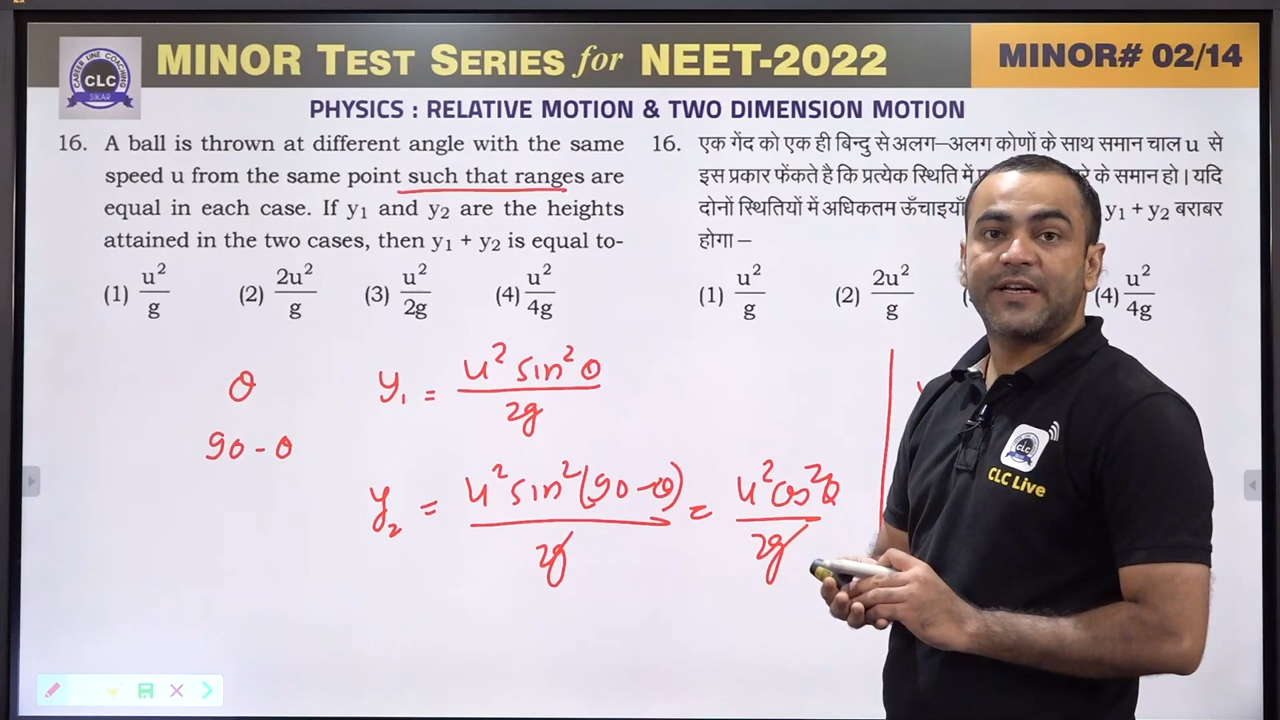 MINOR TEST SERIES for NEET-2022
MINOR# 02/14
CAREER LINE COACHING
CLC
SIKAR
PHYSICS : RELATIVE MOTION & TWO DIMENSION MOTION
16. A ball is thrown at different angle with the same
speed u from the same point such that ranges are
equal in each case. If y₁ and y₂ are the heights
attained in the two cases, then y₁ + y₂ is equal to-
(1) u²/g (2) 2u²/g (3) u²/2g (4) u²/4g
16. एक गेंद को एक ही बिन्दु से अलग–अलग कोणों के साथ समान चाल u से
इस प्रकार फेंकते है कि प्रत्येक स्थिति में के समान हो। यदि
दोनों स्थितियों में अधिकतम ऊँचाइयाँ y₁ + y₂ बराबर
होगा –
(1) u²/g (2) 2u²/g (4) u²/4g
θ
90 - θ
y₁ = u² sin² θ / 2g
y₂ = u² sin² (90 - θ) / 2g = u² cos² θ / 2g
CLC
CLC Live